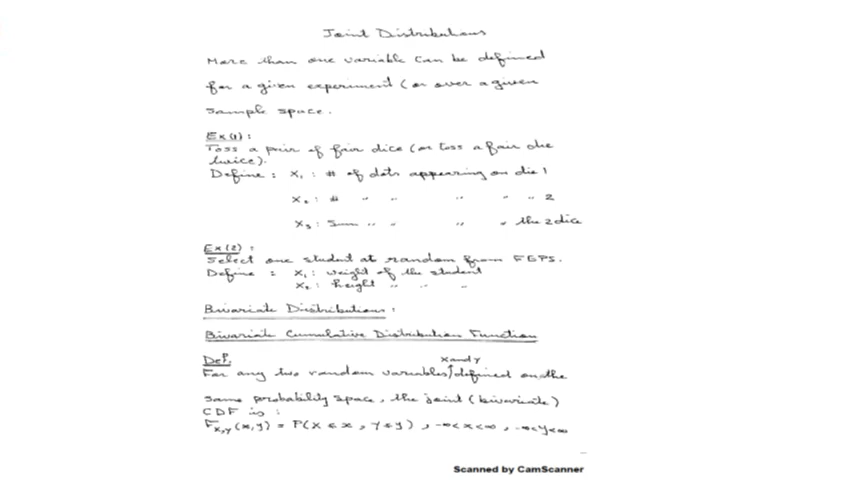 Joint Distributions
More than one variable can be defined
for a given experiment (or over a given
sample space.
Ex(1):
Toss a pair of fair dice (or toss a fair die
twice).
Define : X₁ : # of dots appearing on die 1
X₂ : # " " " " " 2
X₃ : Sum " " " " the 2 dice
Ex(2) :
Select one student at random from FEPS.
Define : X₁ : weight of the student
X₂ : height " " "
Bivariate Distributions :
Bivariate Cumulative Distribution Function
Def.
X and Y
For any two random variables↑defined on the
same probability space, the joint (bivariate)
CDF is :
F_{X,Y}(x,y) = P(X ≤ x, Y ≤ y) , -∞<x<∞ , -∞<y<∞
Scanned by CamScanner